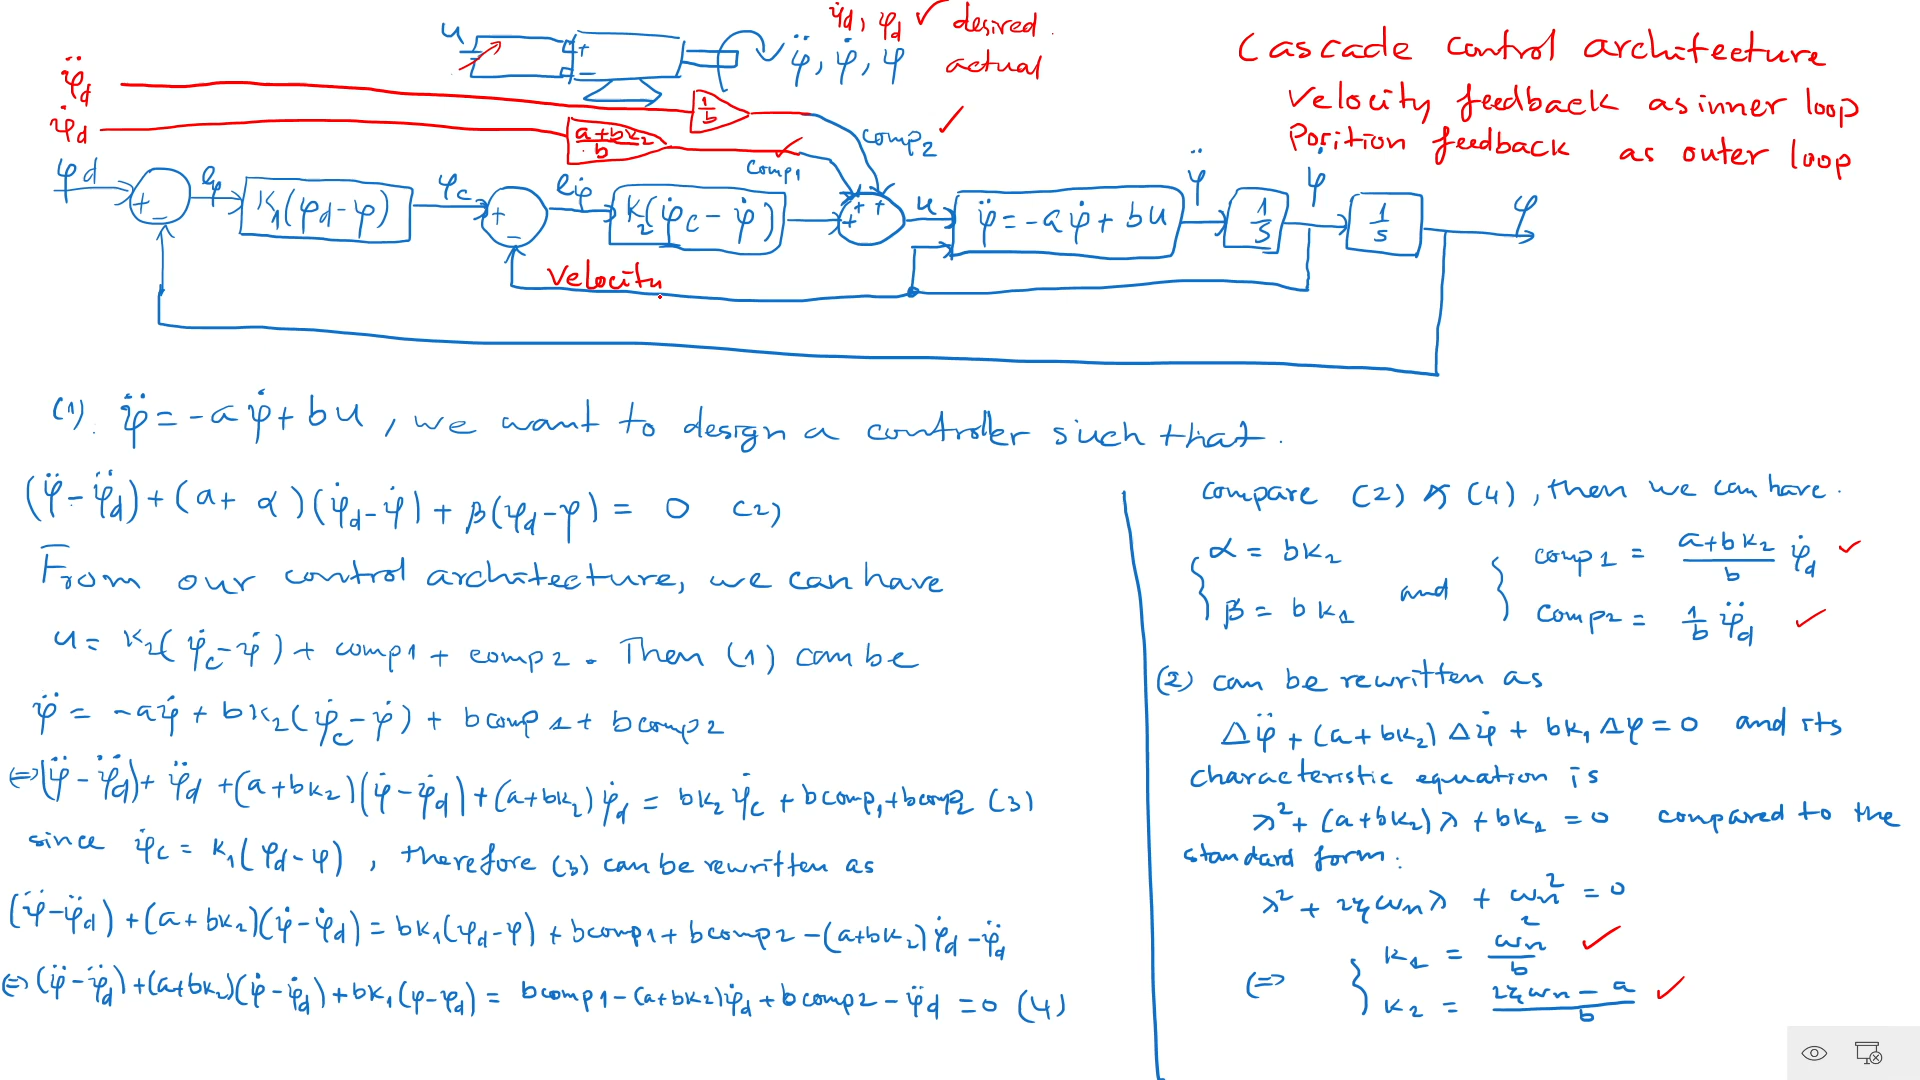 φ̈d, φ̇d ✓ desired.
u + − φ̈, φ̇, φ actual
Cascade control architecture
Velocity feedback as inner loop
Porition feedback as outer loop
φ̈d 1/b
φ̇d (a+bk₂)/b comp1 ✓ comp2 ✓
φd + − eφ K₁(φd-φ) φ̇c + − eφ̇ K₂(φ̇c-φ̇) + + + u φ̈=-aφ̇+bu φ̈ 1/S φ̇ 1/s φ
Velocity
(1). φ̈=-aφ̇+bu, we want to design a controller such that.
(φ̈-φ̈d)+(a+α)(φ̇d-φ̇)+β(φd-φ)=0 (2)
From our control architecture, we can have
u=k₂(φ̇c-φ̇)+comp1+comp2. Then (1) can be
φ̈=-aφ̇+bk₂(φ̇c-φ̇)+bcomp1+bcomp2
<=>(φ̈-φ̈d)+φ̈d+(a+bk₂)(φ̇-φ̇d)+(a+bk₂)φ̇d=bk₂φ̇c+bcomp1+bcomp2 (3)
since φ̇c=k₁(φd-φ), therefore (3) can be rewritten as
(φ̈-φ̈d)+(a+bk₂)(φ̇-φ̇d)=bk₁(φd-φ)+bcomp1+bcomp2-(a+bk₂)φ̇d-φ̈d
<=>(φ̈-φ̈d)+(a+bk₂)(φ̇-φ̇d)+bk₁(φ-φd)=bcomp1-(a+bk₂)φ̇d+bcomp2-φ̈d=0 (4)
Compare (2) & (4), then we can have.
{α=bk₂ and {comp1=(a+bk₂)/b φ̇d ✓
β=bk₁ comp2=1/b φ̈d ✓
(2) can be rewritten as
Δφ̈+(a+bk₂)Δφ̇+bk₁Δφ=0 and its
characteristic equation is
λ²+(a+bk₂)λ+bk₁=0 compared to the
standard form:
λ²+2ξωnλ+ωn²=0
<=> {k₁=ωn²/b ✓
k₂=(2ξωn-a)/b ✓